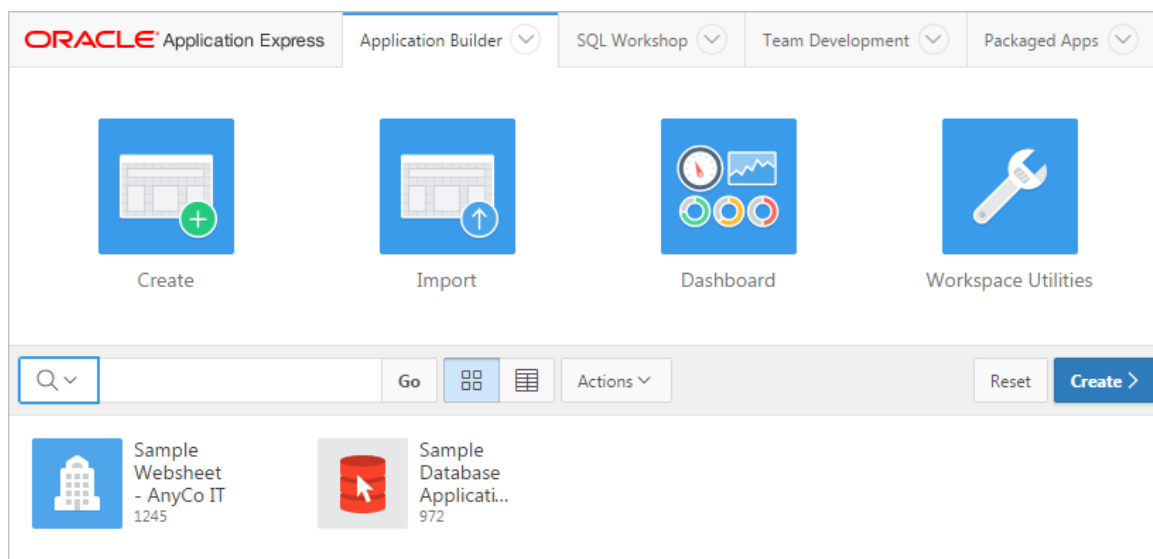 ORACLE Application Express Application Builder SQL Workshop Team Development Packaged Apps
Create Import Dashboard Workspace Utilities
Go Actions Reset Create
Sample
Websheet
- AnyCo IT
1245
Sample
Database
Applicati...
972